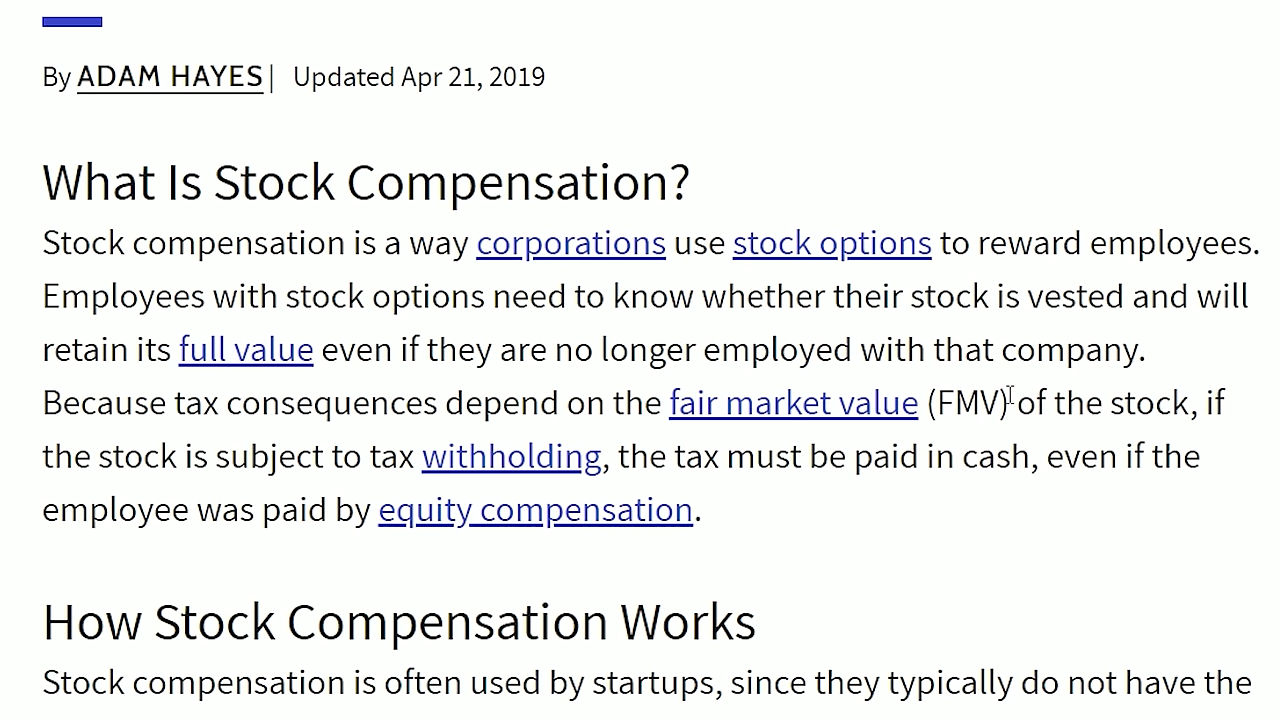 By ADAM HAYES| Updated Apr 21, 2019
What Is Stock Compensation?
Stock compensation is a way corporations use stock options to reward employees.
Employees with stock options need to know whether their stock is vested and will
retain its full value even if they are no longer employed with that company.
Because tax consequences depend on the fair market value (FMV) of the stock, if
the stock is subject to tax withholding, the tax must be paid in cash, even if the
employee was paid by equity compensation.
How Stock Compensation Works
Stock compensation is often used by startups, since they typically do not have the